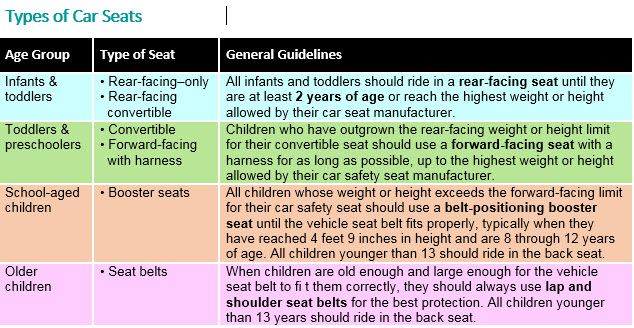 Types of Car Seats
Age Group Type of Seat General Guidelines
Infants & toddlers
• Rear-facing–only
• Rear-facing convertible
All infants and toddlers should ride in a rear-facing seat until they
are at least 2 years of age or reach the highest weight or height
allowed by their car seat manufacturer.
Toddlers & preschoolers
• Convertible
• Forward-facing with harness
Children who have outgrown the rear-facing weight or height limit
for their convertible seat should use a forward-facing seat with a
harness for as long as possible, up to the highest weight or height
allowed by their car safety seat manufacturer.
School-aged children
• Booster seats
All children whose weight or height exceeds the forward-facing limit
for their car safety seat should use a belt-positioning booster
seat until the vehicle seat belt fits properly, typically when they
have reached 4 feet 9 inches in height and are 8 through 12 years
of age. All children younger than 13 should ride in the back seat.
Older children
• Seat belts
When children are old enough and large enough for the vehicle
seat belt to fi t them correctly, they should always use lap and
shoulder seat belts for the best protection. All children younger
than 13 years should ride in the back seat.